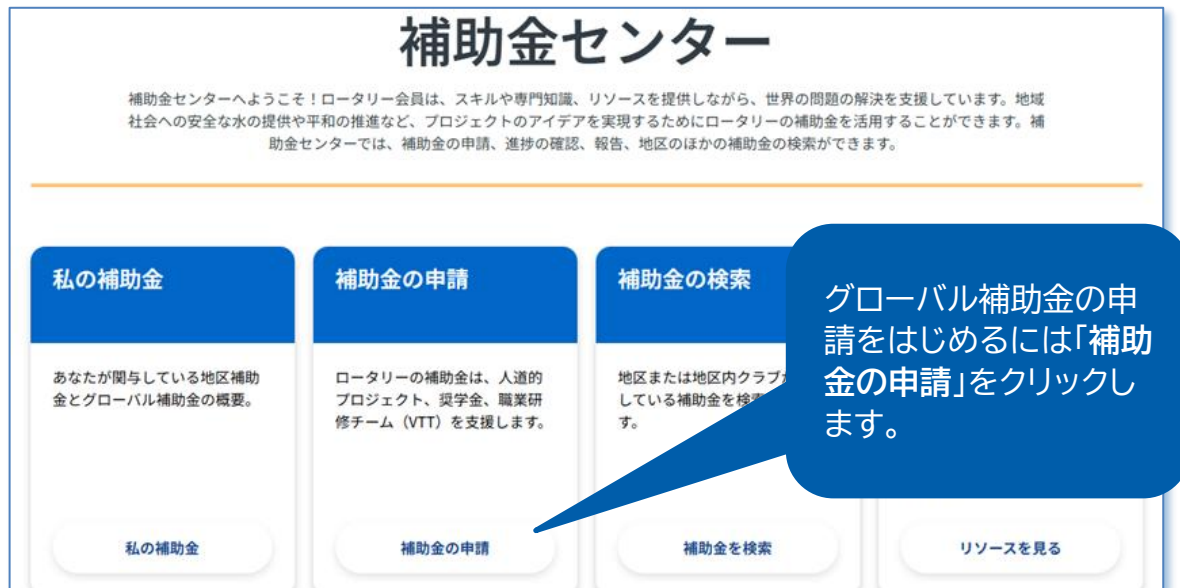 補助金センター
補助金センターへようこそ！ロータリー会員は、スキルや専門知識、リソースを提供しながら、世界の問題の解決を支援しています。地域
社会への安全な水の提供や平和の推進など、プロジェクトのアイデアを実現するためにロータリーの補助金を活用することができます。補
助金センターでは、補助金の申請、進捗の確認、報告、地区のほかの補助金の検索ができます。
私の補助金
あなたが関与している地区補助
金とグローバル補助金の概要。
私の補助金
補助金の申請
ロータリーの補助金は、人道的
プロジェクト、奨学金、職業研
修チーム（VTT）を支援します。
補助金の申請
補助金の検索
地区または地区内クラブ
している補助金を検索
す。
補助金を検索
リソースを見る
グローバル補助金の申
請をはじめるには「補助
金の申請」をクリックし
ます。